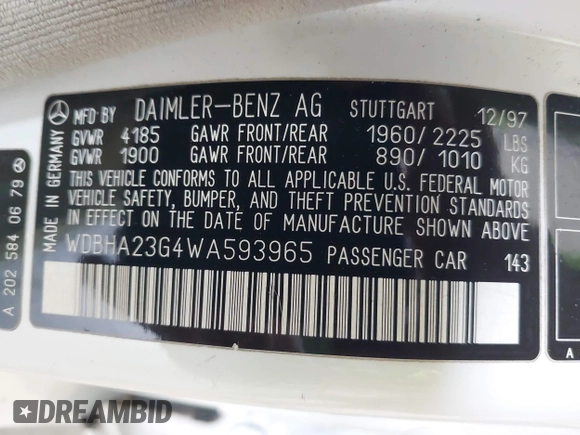 MFD BY DAIMLER-BENZ AG STUTTGART 12/97
GVWR 4185 GAWR FRONT/REAR 1960/2225 LBS
GVWR 1900 GAWR FRONT/REAR 890/1010 KG
THIS VEHICLE CONFORMS TO ALL APPLICABLE U.S. FEDERAL MOTOR
VEHICLE SAFETY, BUMPER, AND THEFT PREVENTION STANDARDS
IN EFFECT ON THE DATE OF MANUFACTURE SHOWN ABOVE.
WDBHA23G4WA593965 PASSENGER CAR 143
MADE IN GERMANY
A 202 584 06 79
A
DREAMBID